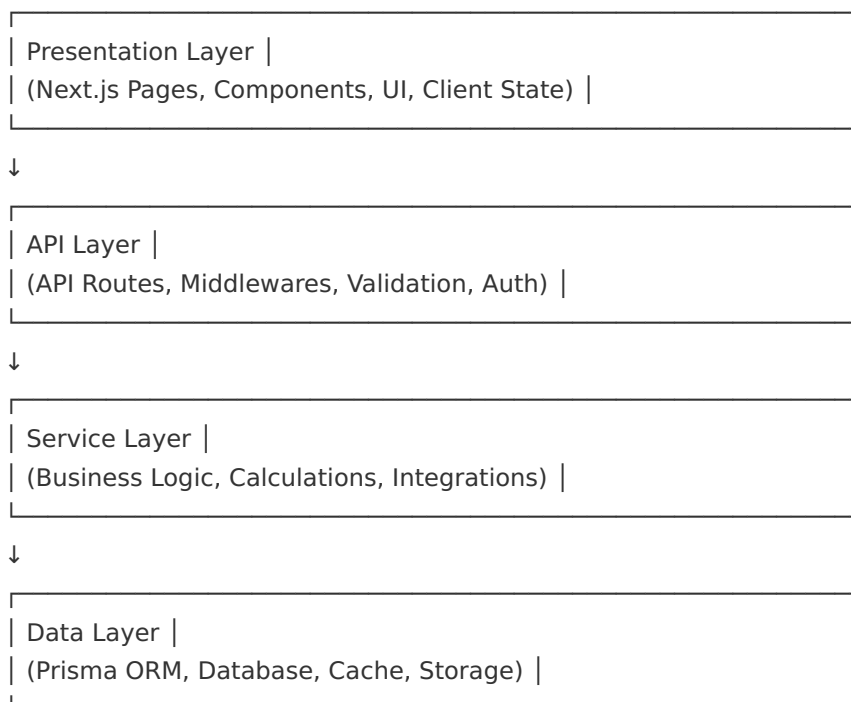 │ Presentation Layer │
│ (Next.js Pages, Components, UI, Client State) │
↓
│ API Layer │
│ (API Routes, Middlewares, Validation, Auth) │
↓
│ Service Layer │
│ (Business Logic, Calculations, Integrations) │
↓
│ Data Layer │
│ (Prisma ORM, Database, Cache, Storage) │